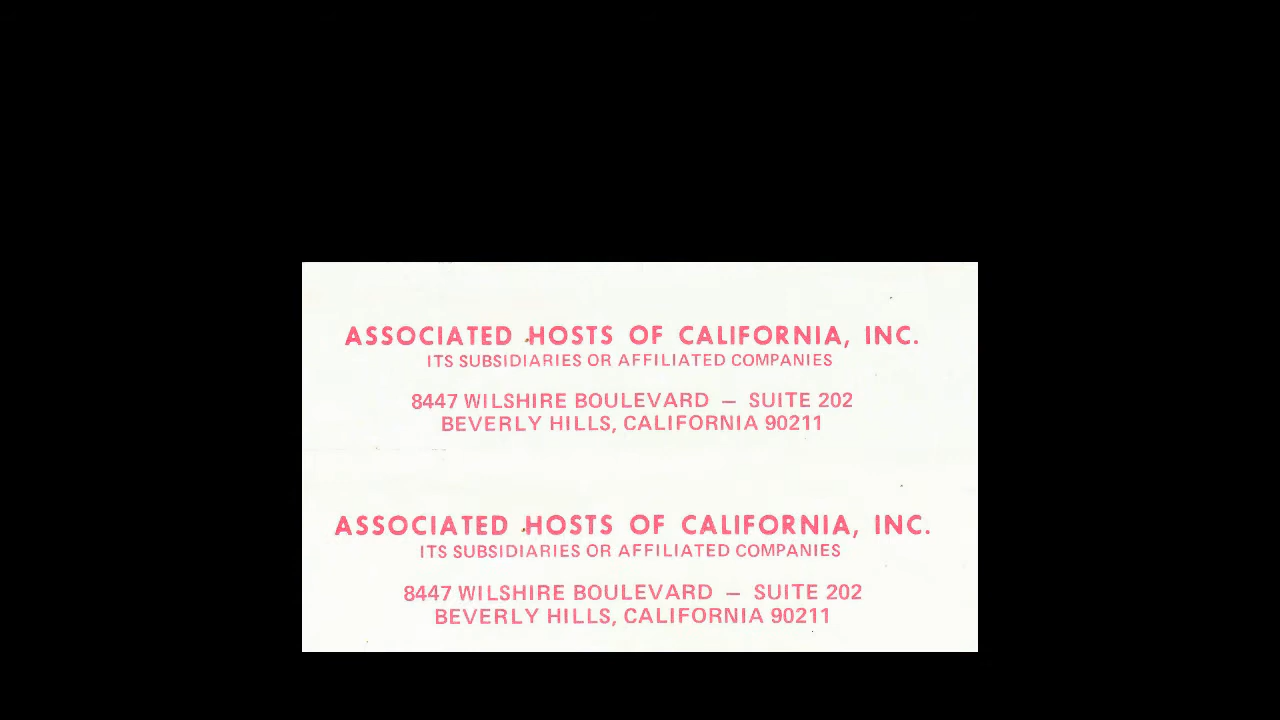 ASSOCIATED HOSTS OF CALIFORNIA, INC.
ITS SUBSIDIARIES OR AFFILIATED COMPANIES
8447 WILSHIRE BOULEVARD — SUITE 202
BEVERLY HILLS, CALIFORNIA 90211
ASSOCIATED HOSTS OF CALIFORNIA, INC.
ITS SUBSIDIARIES OR AFFILIATED COMPANIES
8447 WILSHIRE BOULEVARD — SUITE 202
BEVERLY HILLS, CALIFORNIA 90211